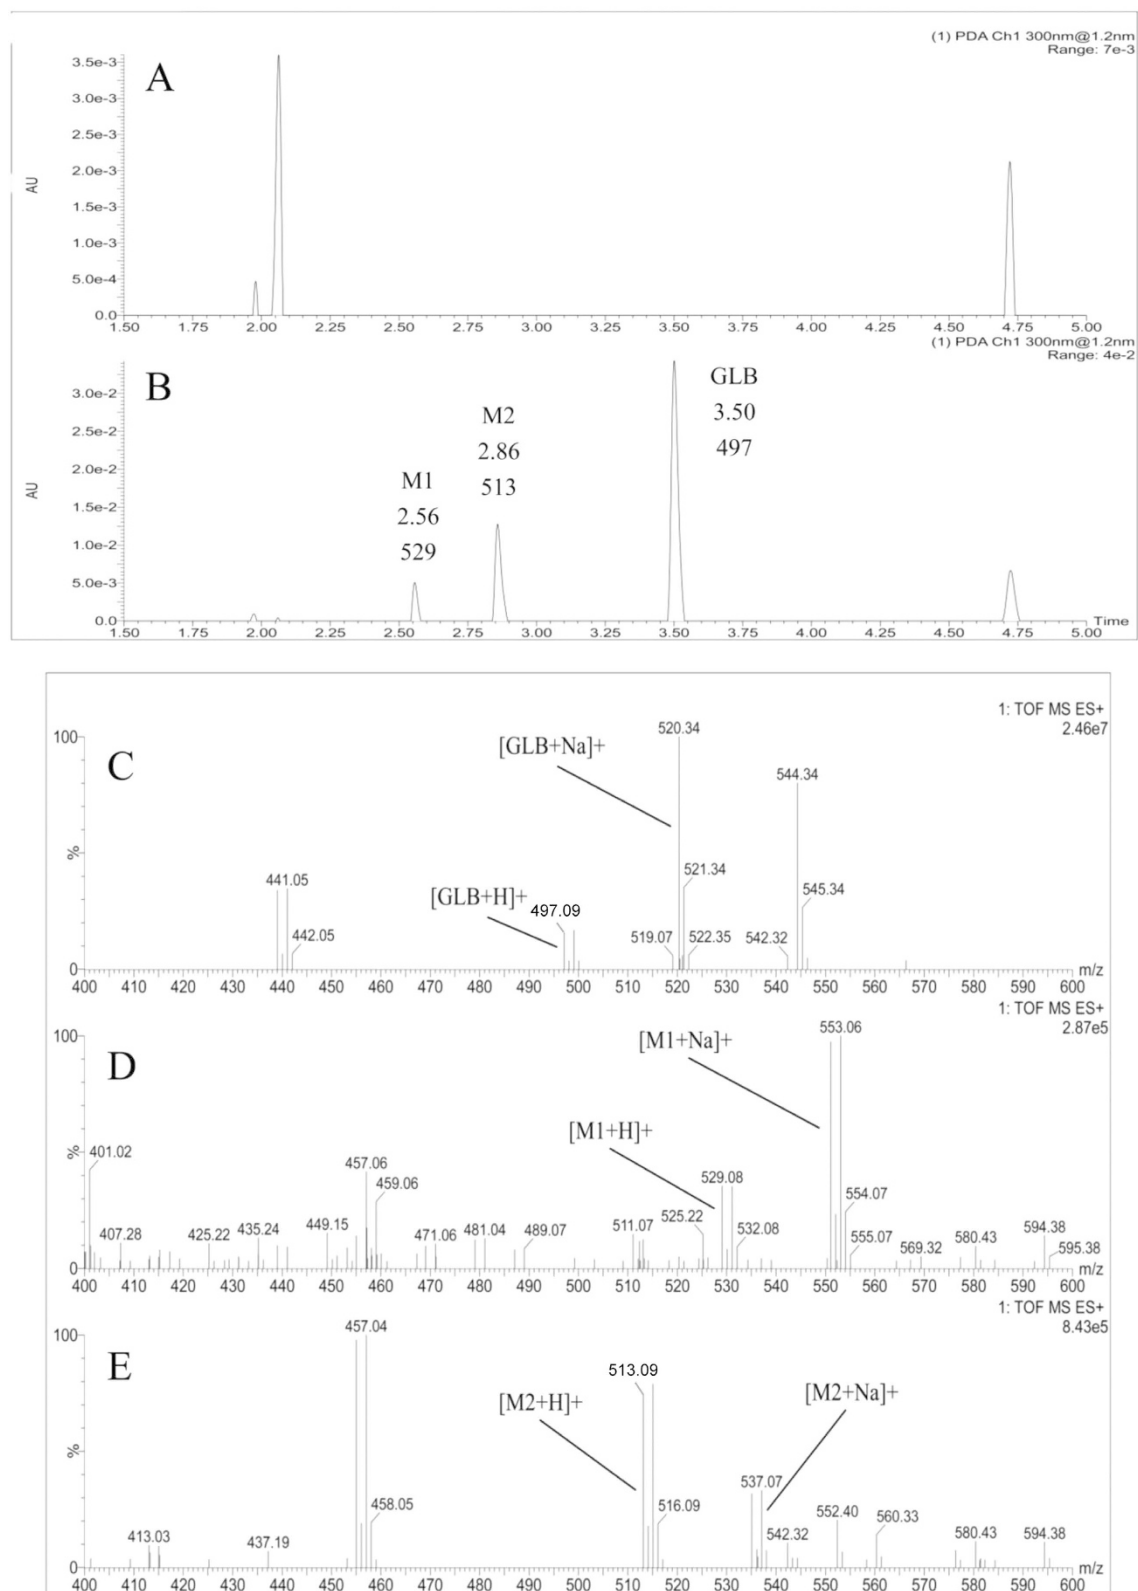 (1) PDA Ch1 300nm@1.2nm
Range: 7e-3
A
AU
3.5e-3
3.0e-3
2.5e-3
2.0e-3
1.5e-3
1.0e-3
5.0e-4
0.0
1.50 1.75 2.00 2.25 2.50 2.75 3.00 3.25 3.50 3.75 4.00 4.25 4.50 4.75 5.00
(1) PDA Ch1 300nm@1.2nm
Range: 4e-2
B
AU
3.0e-2
2.5e-2
2.0e-2
1.5e-2
1.0e-2
5.0e-3
0.0
M1
2.56
529
M2
2.86
513
GLB
3.50
497
Time
1.50 1.75 2.00 2.25 2.50 2.75 3.00 3.25 3.50 3.75 4.00 4.25 4.50 4.75 5.00
1: TOF MS ES+
2.46e7
C
100
%
0
[GLB+Na]+
[GLB+H]+
441.05
442.05
497.09
519.07
520.34
521.34
522.35
542.32
544.34
545.34
m/z
400 410 420 430 440 450 460 470 480 490 500 510 520 530 540 550 560 570 580 590 600
1: TOF MS ES+
2.87e5
D
100
%
0
[M1+Na]+
[M1+H]+
401.02
407.28
425.22
435.24
449.15
457.06
459.06
471.06
481.04
489.07
511.07
525.22
529.08
532.08
553.06
554.07
555.07
569.32
580.43
594.38
595.38
m/z
400 410 420 430 440 450 460 470 480 490 500 510 520 530 540 550 560 570 580 590 600
1: TOF MS ES+
8.43e5
E
100
%
0
[M2+H]+
[M2+Na]+
413.03
437.19
457.04
458.05
513.09
516.09
537.07
542.32
552.40
560.33
580.43
594.38
m/z
400 410 420 430 440 450 460 470 480 490 500 510 520 530 540 550 560 570 580 590 600